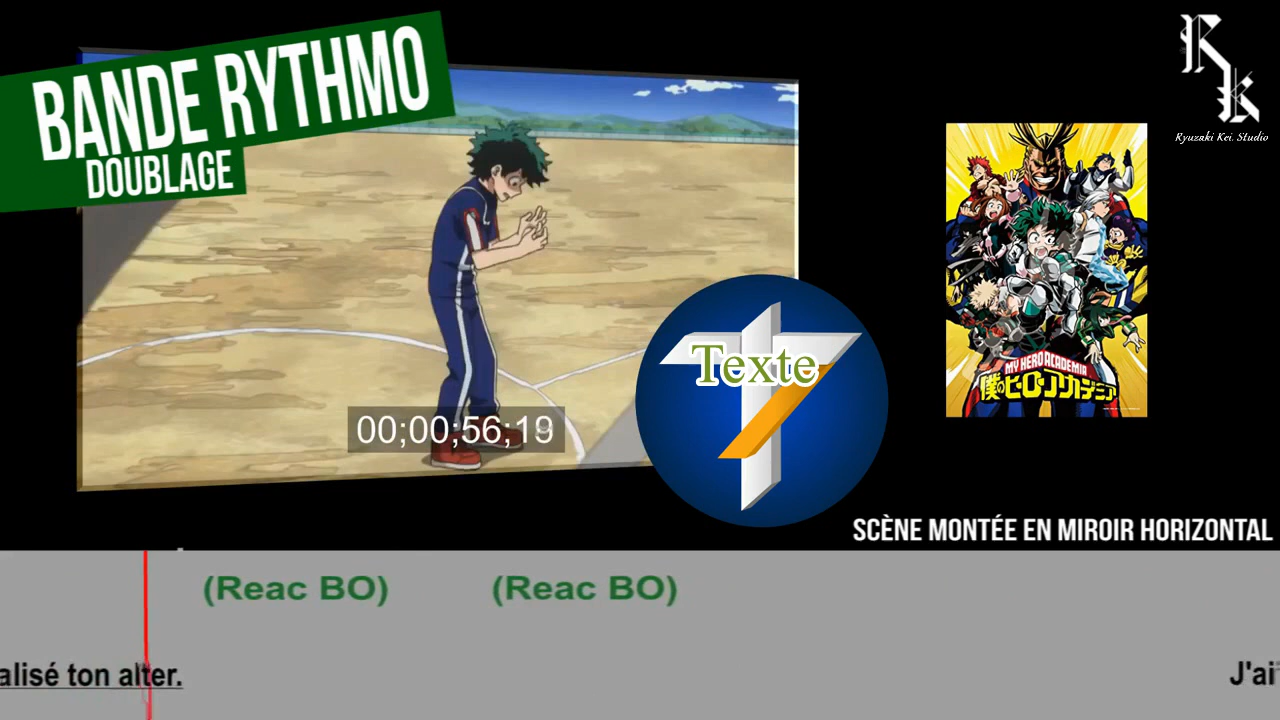 BANDE RYTHMO
DOUBLAGE
Ryuzaki Kei. Studio
MY HERO ACADEMIA
僕のヒーローアカデミア
Texte
00;00;56;19
SCÈNE MONTÉE EN MIROIR HORIZONTAL
(Reac BO) (Reac BO)
alisé ton alter. J'ai